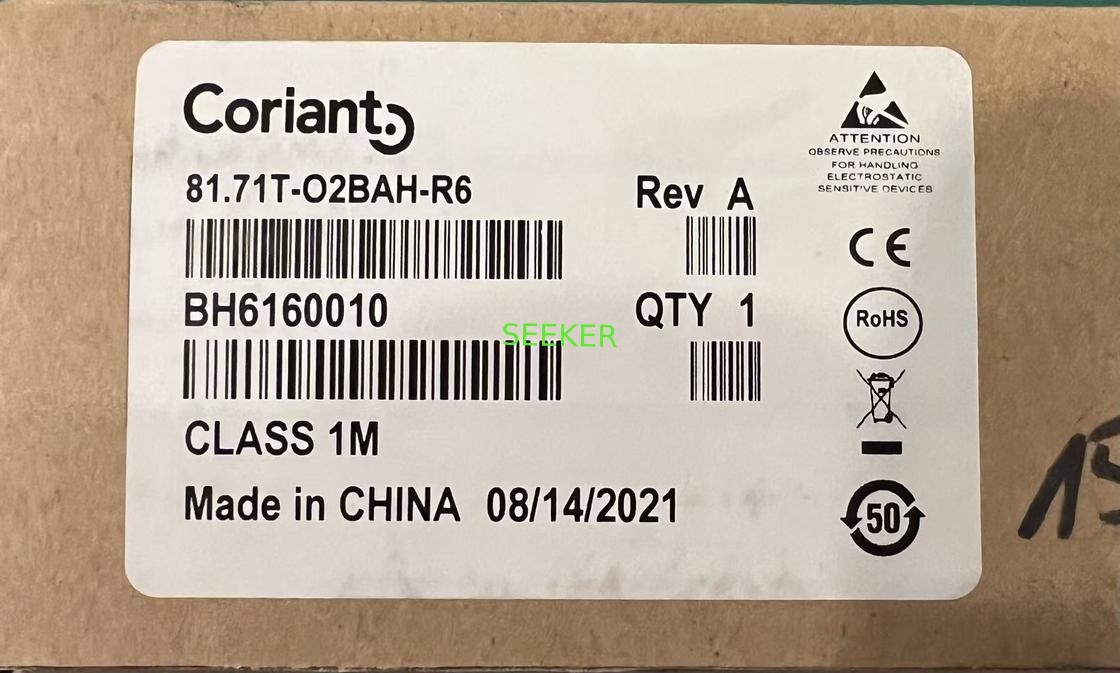 Coriant
81.71T-O2BAH-R6
Rev A
BH6160010
QTY 1
SEEKER
CLASS 1M
Made in CHINA 08/14/2021
ATTENTION
OBSERVE PRECAUTIONS
FOR HANDLING
ELECTROSTATIC
SENSITIVE DEVICES
CE
RoHS
50